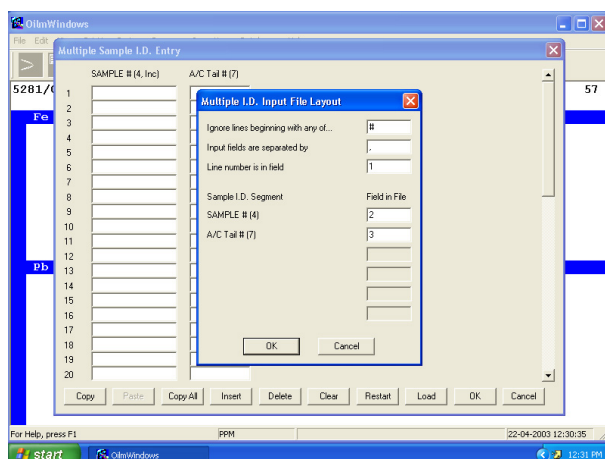 OilmWindows
File Edit
Multiple Sample I.D. Entry
SAMPLE # (4, Inc) A/C Tail # (7)
5281/ 57
Fe
Pb
1
2
3
4
5
6
7
8
9
10
11
12
13
14
15
16
17
18
19
20
Multiple I.D. Input File Layout
Ignore lines beginning with any of... #
Input fields are separated by .
Line number is in field 1
Sample I.D. Segment Field in File
SAMPLE # (4) 2
A/C Tail # (7) 3
OK Cancel
Copy Paste Copy All Insert Delete Clear Restart Load OK Cancel
For Help, press F1 PPM 22-04-2003 12:30:35
start OilmWindows 12:31 PM